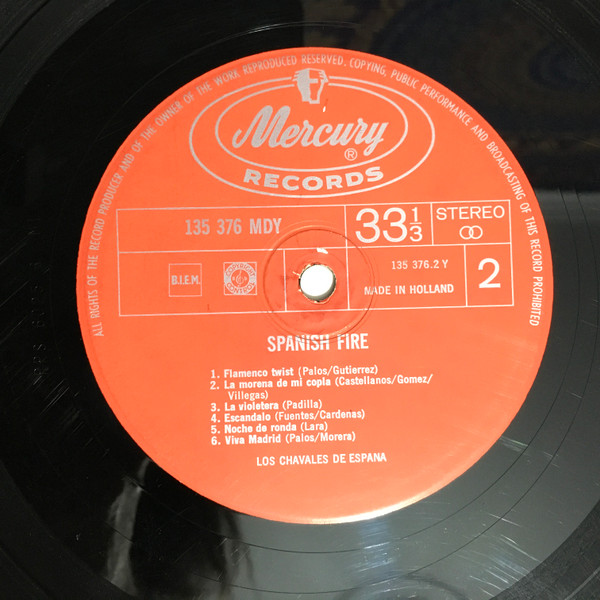 ALL RIGHTS OF THE RECORD PRODUCER AND OF THE OWNER OF THE WORK REPRODUCED RESERVED. COPYING, PUBLIC PERFORMANCE AND BROADCASTING OF THIS RECORD PROHIBITED
Mercury
®
RECORDS
135 376 MDY
33 1/3
STEREO
B.I.E.M.
135 376.2 Y
MADE IN HOLLAND
2
SPANISH FIRE
1. Flamenco twist (Palos/Gutierrez)
2. La morena de mi copla (Castellanos/Gomez/
Villegas)
3. La violetera (Padilla)
4. Escandalo (Fuentes/Cardenas)
5. Noche de ronda (Lara)
6. Viva Madrid (Palos/Morera)
LOS CHAVALES DE ESPANA